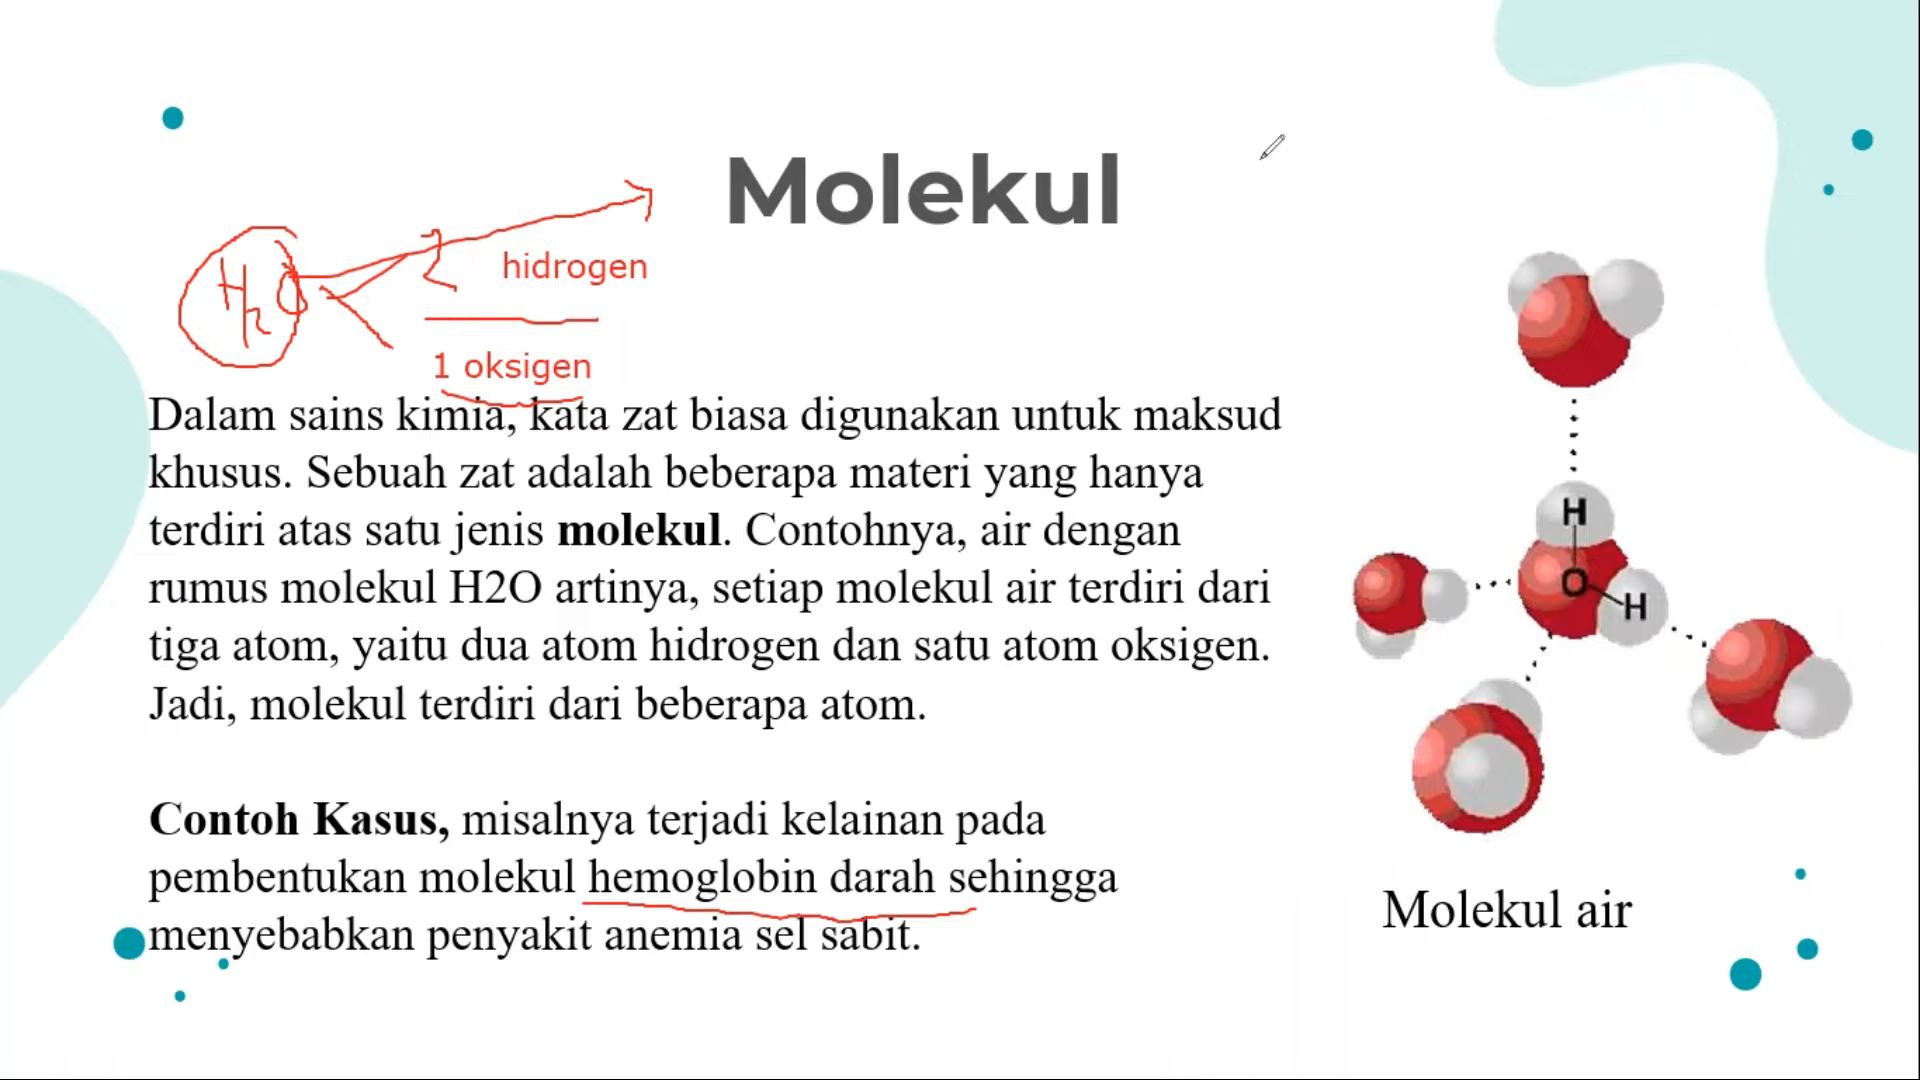 Molekul
H2O
2 hidrogen
1 oksigen
Dalam sains kimia, kata zat biasa digunakan untuk maksud
khusus. Sebuah zat adalah beberapa materi yang hanya
terdiri atas satu jenis molekul. Contohnya, air dengan
rumus molekul H2O artinya, setiap molekul air terdiri dari
tiga atom, yaitu dua atom hidrogen dan satu atom oksigen.
Jadi, molekul terdiri dari beberapa atom.
Contoh Kasus, misalnya terjadi kelainan pada
pembentukan molekul hemoglobin darah sehingga
menyebabkan penyakit anemia sel sabit.
H
O
H
Molekul air